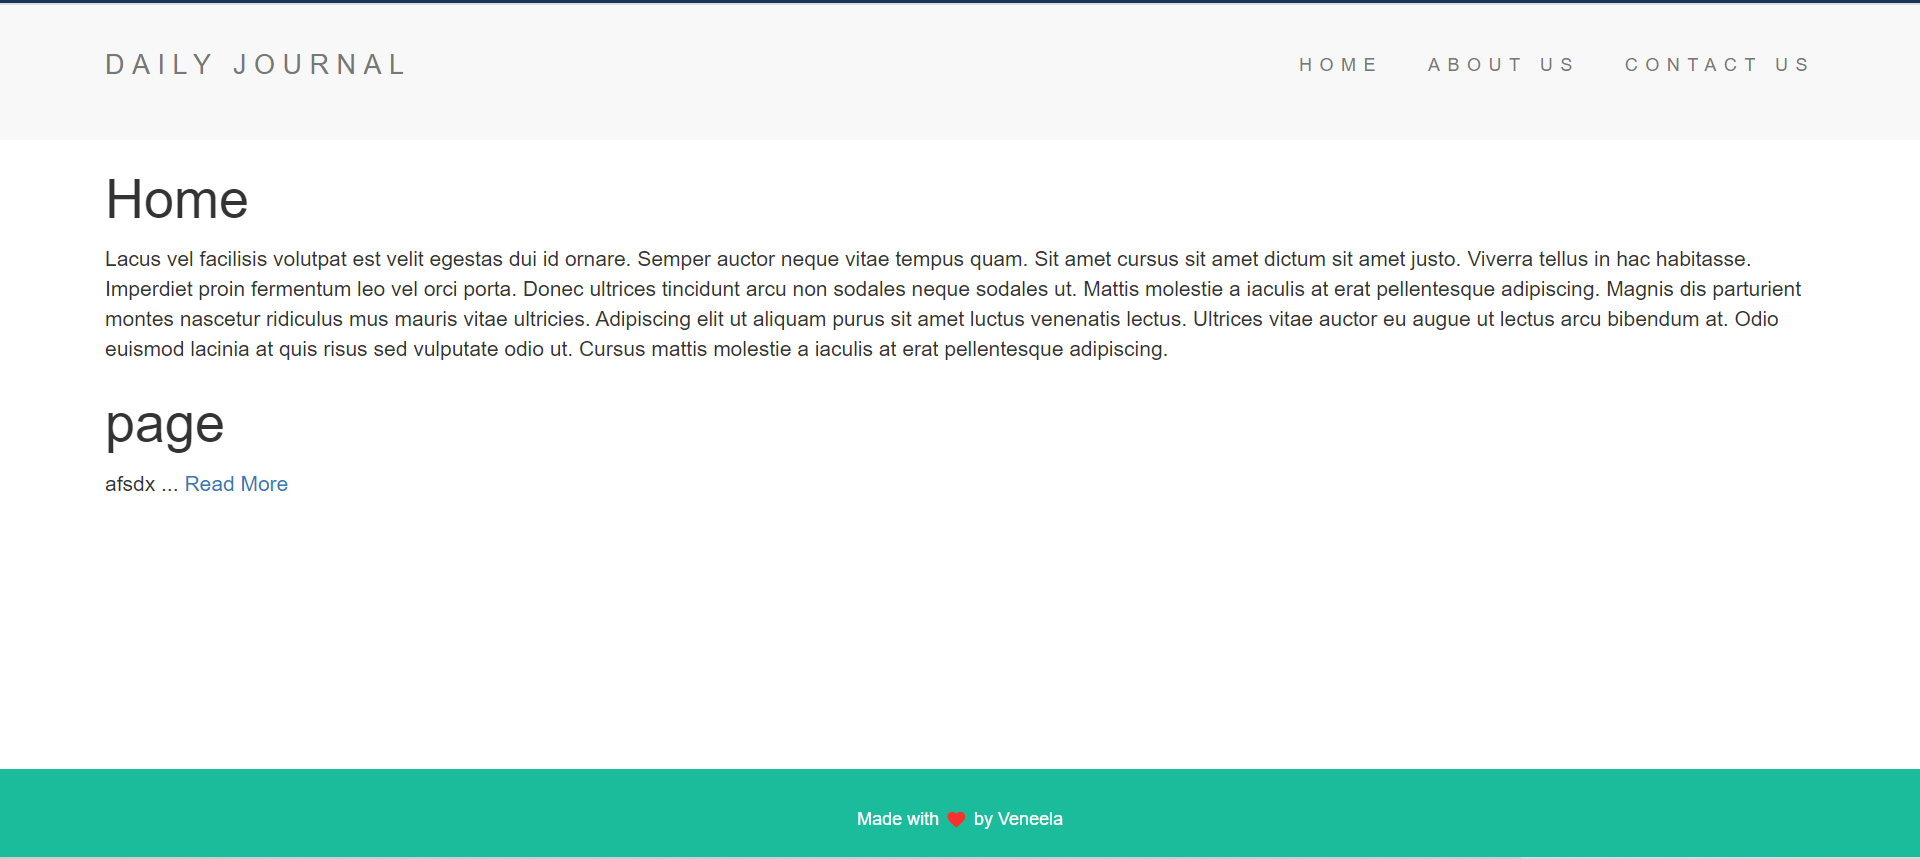 DAILY JOURNAL
HOME ABOUT US CONTACT US
Home
Lacus vel facilisis volutpat est velit egestas dui id ornare. Semper auctor neque vitae tempus quam. Sit amet cursus sit amet dictum sit amet justo. Viverra tellus in hac habitasse.
Imperdiet proin fermentum leo vel orci porta. Donec ultrices tincidunt arcu non sodales neque sodales ut. Mattis molestie a iaculis at erat pellentesque adipiscing. Magnis dis parturient
montes nascetur ridiculus mus mauris vitae ultricies. Adipiscing elit ut aliquam purus sit amet luctus venenatis lectus. Ultrices vitae auctor eu augue ut lectus arcu bibendum at. Odio
euismod lacinia at quis risus sed vulputate odio ut. Cursus mattis molestie a iaculis at erat pellentesque adipiscing.
page
afsdx ... Read More
Made with ❤ by Veneela